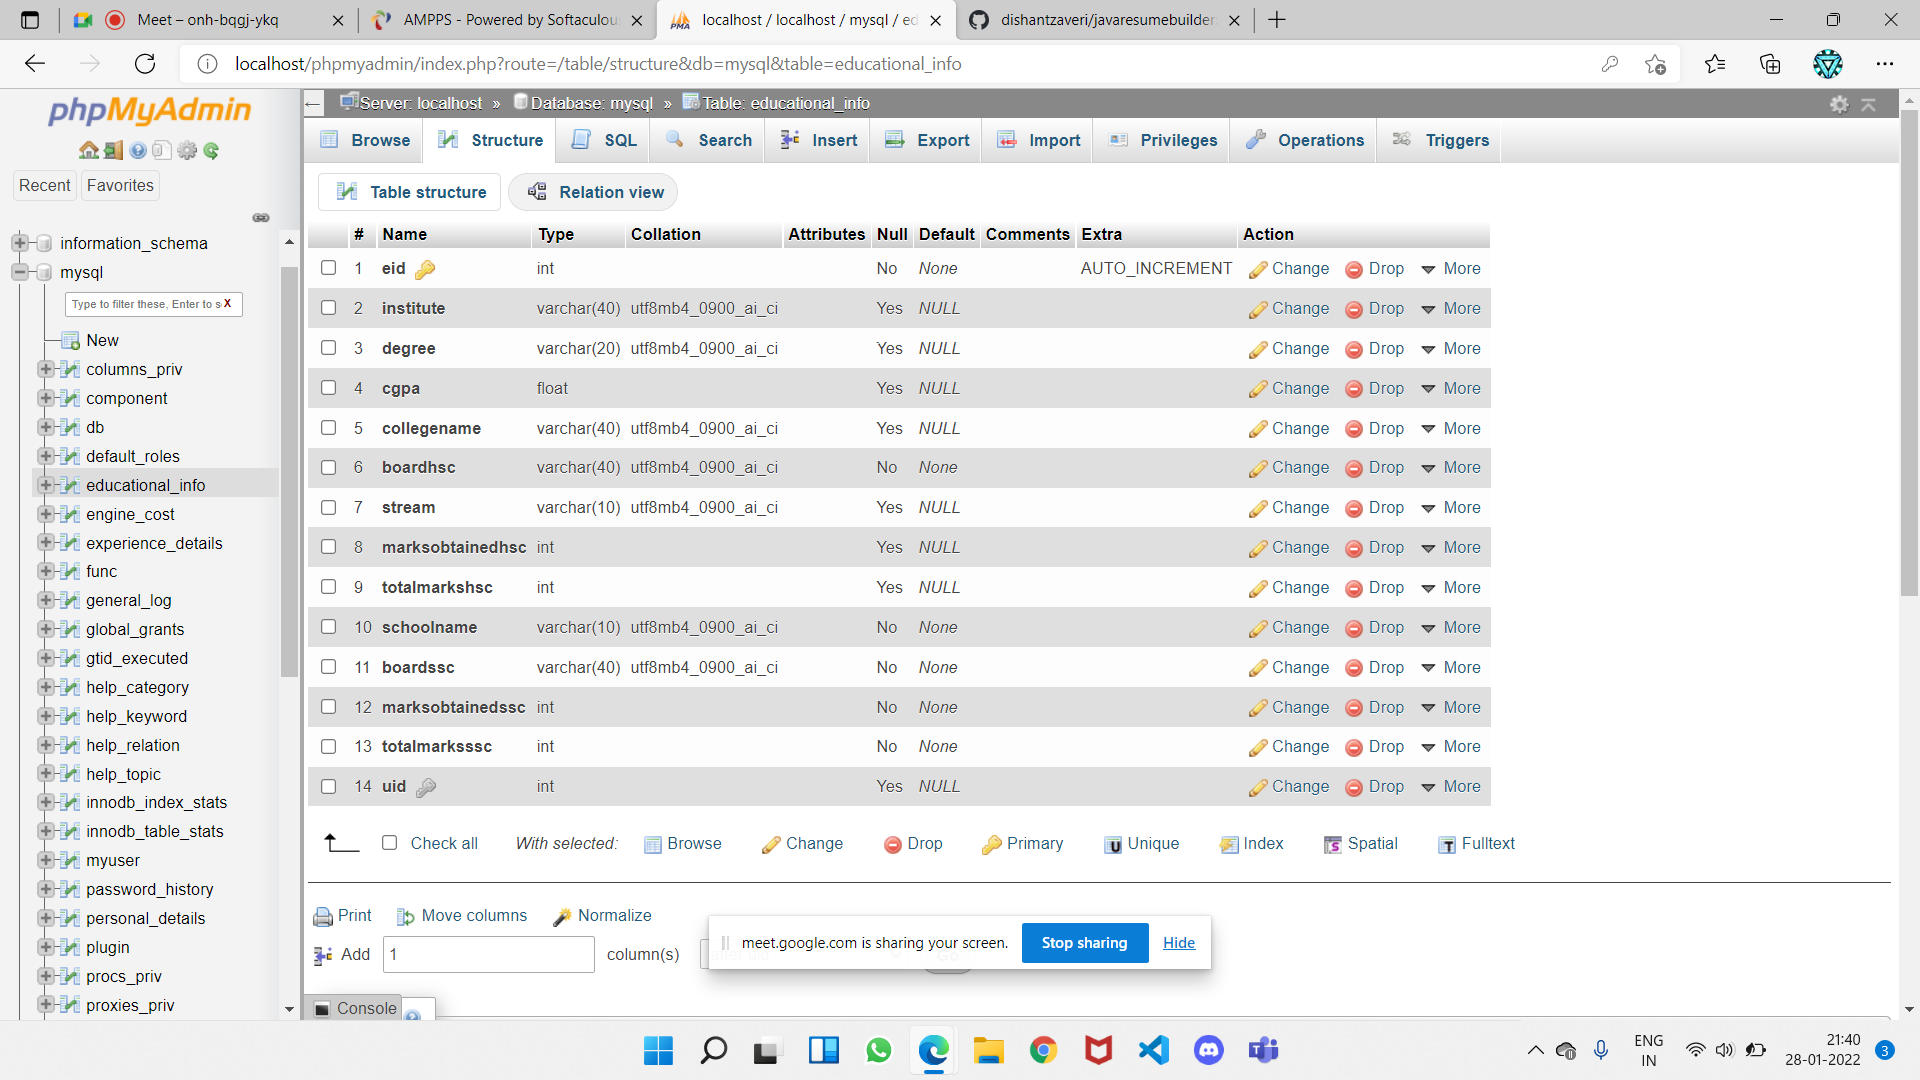 Meet – onh-bqgj-ykq
AMPPS - Powered by Softaculou
localhost / localhost / mysql / ed
dishantzaveri/javaresumebuilder
localhost/phpmyadmin/index.php?route=/table/structure&db=mysql&table=educational_info
phpMyAdmin
Recent Favorites
information_schema
mysql
Type to filter these, Enter to s X
New
columns_priv
component
db
default_roles
educational_info
engine_cost
experience_details
func
general_log
global_grants
gtid_executed
help_category
help_keyword
help_relation
help_topic
innodb_index_stats
innodb_table_stats
myuser
password_history
personal_details
plugin
procs_priv
proxies_priv
Server: localhost » Database: mysql » Table: educational_info
Browse Structure SQL Search Insert Export Import Privileges Operations Triggers
Table structure Relation view
# Name Type Collation Attributes Null Default Comments Extra Action
1 eid int No None AUTO_INCREMENT Change Drop More
2 institute varchar(40) utf8mb4_0900_ai_ci Yes NULL Change Drop More
3 degree varchar(20) utf8mb4_0900_ai_ci Yes NULL Change Drop More
4 cgpa float Yes NULL Change Drop More
5 collegename varchar(40) utf8mb4_0900_ai_ci Yes NULL Change Drop More
6 boardhsc varchar(40) utf8mb4_0900_ai_ci No None Change Drop More
7 stream varchar(10) utf8mb4_0900_ai_ci Yes NULL Change Drop More
8 marksobtainedhsc int Yes NULL Change Drop More
9 totalmarkshsc int Yes NULL Change Drop More
10 schoolname varchar(10) utf8mb4_0900_ai_ci No None Change Drop More
11 boardssc varchar(40) utf8mb4_0900_ai_ci No None Change Drop More
12 marksobtainedssc int No None Change Drop More
13 totalmarksssc int No None Change Drop More
14 uid int Yes NULL Change Drop More
Check all With selected: Browse Change Drop Primary Unique Index Spatial Fulltext
Print Move columns Normalize
Add 1 column(s)
meet.google.com is sharing your screen. Stop sharing Hide
Console
ENG
IN
21:40
28-01-2022
3